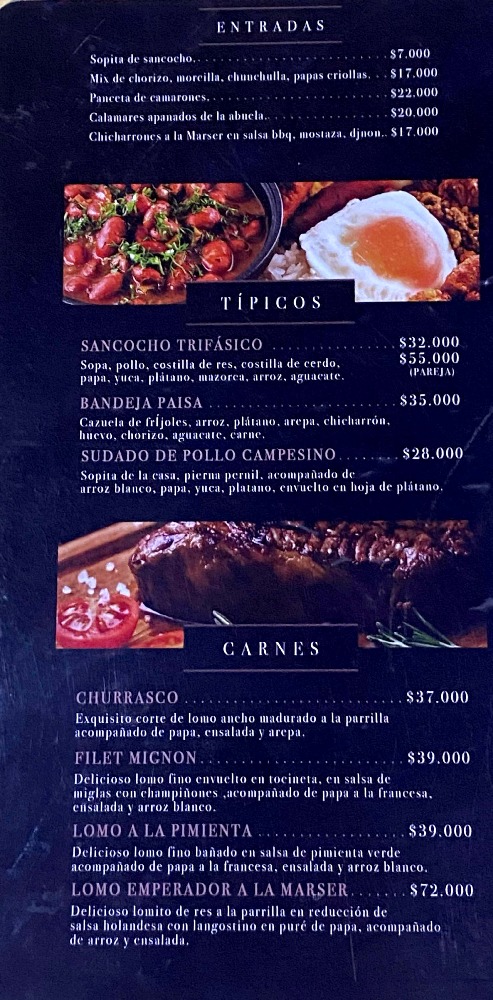 ENTRADAS
Sopita de sancocho. $7.000
Mix de chorizo, morcilla, chunchulla, papas criollas. $17.000
Panceta de camarones. $22.000
Calamares apanados de la abuela. $20.000
Chicharrones a la Marser en salsa bbq, mostaza, djnon.. $17.000
TÍPICOS
SANCOCHO TRIFÁSICO $32.000
$55.000
Sopa, pollo, costilla de res, costilla de cerdo,
(PAREJA)
papa, yuca, plátano, mazorca, arroz, aguacate.
BANDEJA PAISA $35.000
Cazuela de fríjoles, arroz, plátano, arepa, chicharrón,
huevo, chorizo, aguacate, carne.
SUDADO DE POLLO CAMPESINO $28.000
Sopita de la casa, pierna pernil, acompañado de
arroz blanco, papa, yuca, platano, envuelto en hoja de plátano.
CARNES
CHURRASCO $37.000
Exquisito corte de lomo ancho madurado a la parrilla
acompañado de papa, ensalada y arepa.
FILET MIGNON $39.000
Delicioso lomo fino envuelto en tocineta, en salsa de
miglas con champiñones ,acompañado de papa a la francesa,
ensalada y arroz blanco.
LOMO A LA PIMIENTA $39.000
Delicioso lomo fino bañado en salsa de pimienta verde
acompañado de papa a la francesa, ensalada y arroz blanco.
LOMO EMPERADOR A LA MARSER $72.000
Delicioso lomito de res a la parrilla en reducción de
salsa holandesa con langostino en puré de papa, acompañado
de arroz y ensalada.